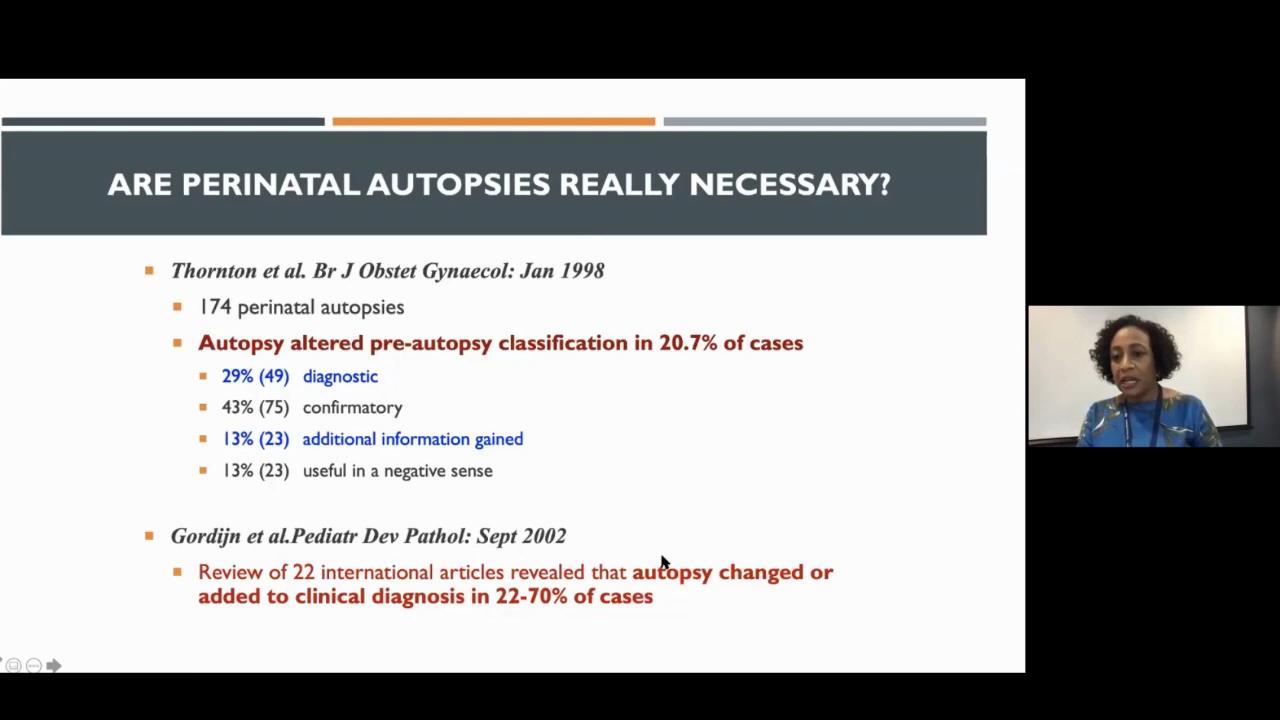 ARE PERINATAL AUTOPSIES REALLY NECESSARY?
Thornton et al. Br J Obstet Gynaecol: Jan 1998
174 perinatal autopsies
Autopsy altered pre-autopsy classification in 20.7% of cases
29% (49) diagnostic
43% (75) confirmatory
13% (23) additional information gained
13% (23) useful in a negative sense
Gordijn et al.Pediatr Dev Pathol: Sept 2002
Review of 22 international articles revealed that autopsy changed or
added to clinical diagnosis in 22-70% of cases